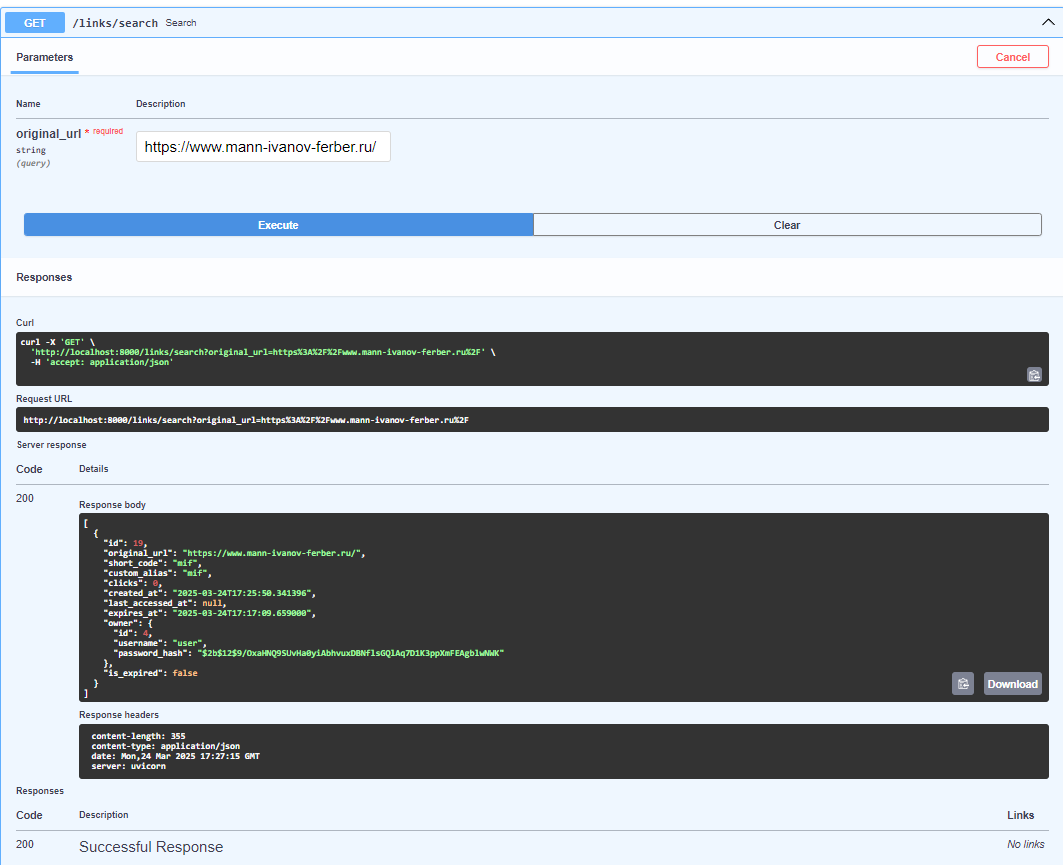 GET /links/search Search
Parameters
Cancel
Name Description
original_url * required
string
(query)
https://www.mann-ivanov-ferber.ru/
Execute
Clear
Responses
Curl
curl -X 'GET' \
'http://localhost:8000/links/search?original_url=https%3A%2F%2Fwww.mann-ivanov-ferber.ru%2F' \
-H 'accept: application/json'
Request URL
http://localhost:8000/links/search?original_url=https%3A%2F%2Fwww.mann-ivanov-ferber.ru%2F
Server response
Code Details
200
Response body
[
{
"id": 19,
"original_url": "https://www.mann-ivanov-ferber.ru/",
"short_code": "mif",
"custom_alias": "mif",
"clicks": 0,
"created_at": "2025-03-24T17:25:50.341396",
"last_accessed_at": null,
"expires_at": "2025-03-24T17:17:09.659000",
"owner": {
"id": 4,
"username": "user",
"password_hash": 
},
"is_expired": false
}
]
Download
Response headers
content-length: 355
content-type: application/json
date: Mon,24 Mar 2025 17:27:15 GMT
server: uvicorn
Responses
Code Description Links
200 Successful Response No links